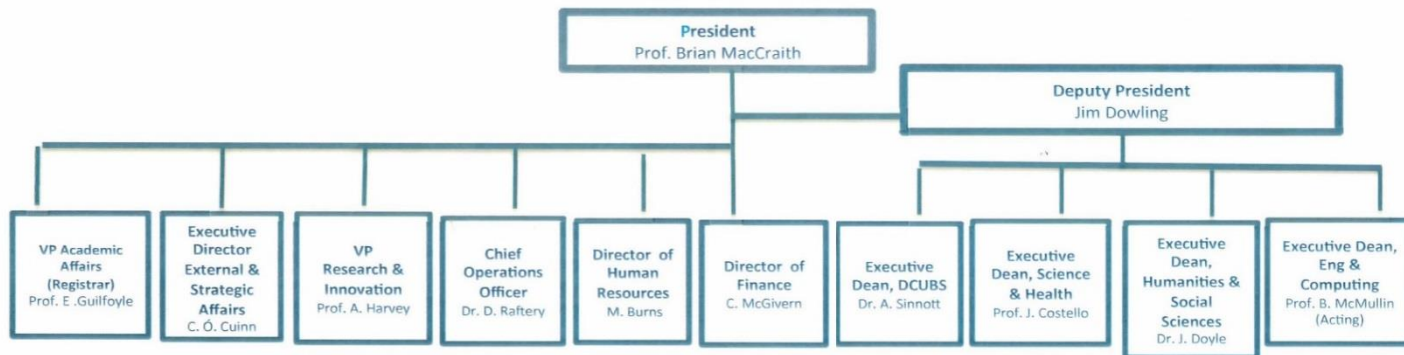 President
Prof. Brian MacCraith
Deputy President
Jim Dowling
VP Academic
Affairs
(Registrar)
Prof. E .Guilfoyle
Executive
Director
External &
Strategic
Affairs
C. Ó. Cuinn
VP
Research &
Innovation
Prof. A. Harvey
Chief
Operations
Officer
Dr. D. Raftery
Director of
Human
Resources
M. Burns
Director of
Finance
C. McGivern
Executive
Dean, DCUBS
Dr. A. Sinnott
Executive
Dean, Science
& Health
Prof. J. Costello
Executive
Dean,
Humanities &
Social
Sciences
Dr. J. Doyle
Executive Dean,
Eng &
Computing
Prof. B. McMullin
(Acting)